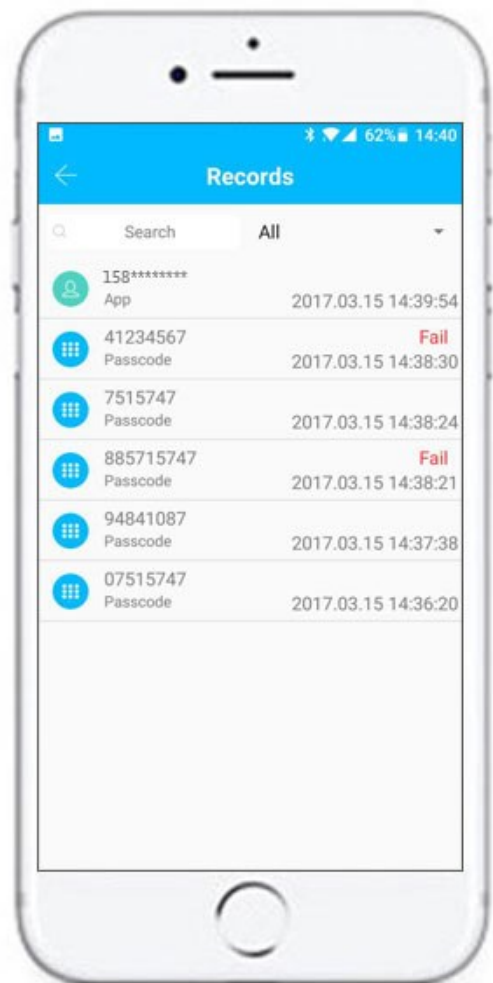 62% 14:40
Records
Search All
158********
App 2017.03.15 14:39:54
41234567 Fail
Passcode 2017.03.15 14:38:30
7515747
Passcode 2017.03.15 14:38:24
885715747 Fail
Passcode 2017.03.15 14:38:21
94841087
Passcode 2017.03.15 14:37:38
07515747
Passcode 2017.03.15 14:36:20